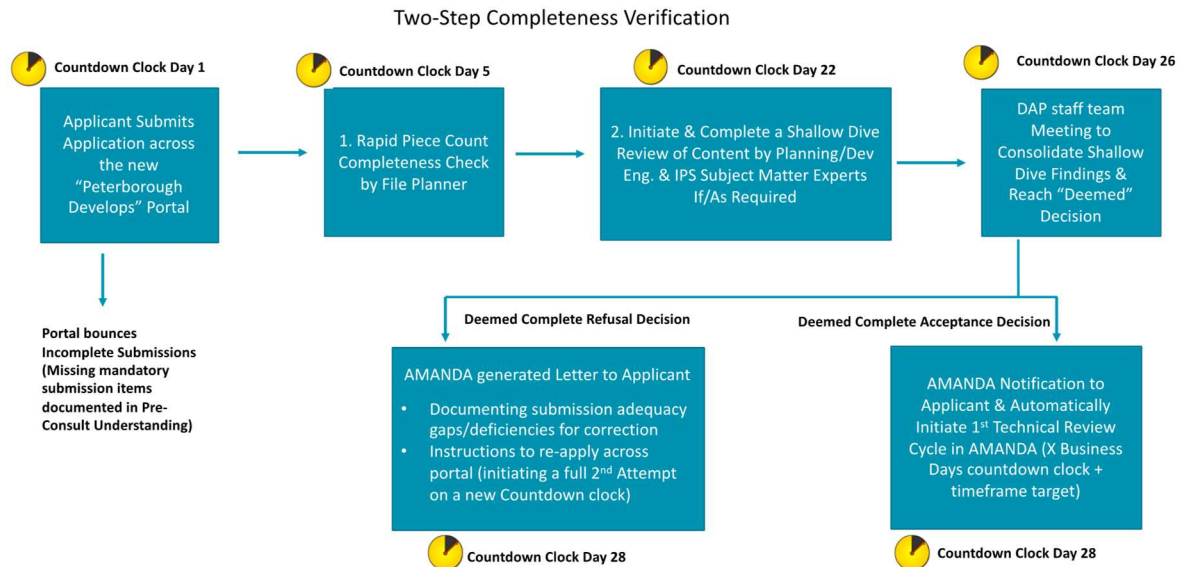 Two-Step Completeness Verification
Countdown Clock Day 1
Countdown Clock Day 5
Countdown Clock Day 22
Countdown Clock Day 26
Applicant Submits
Application across
the new
“Peterborough
Develops” Portal
1. Rapid Piece Count
Completeness Check
by File Planner
2. Initiate & Complete a Shallow Dive
Review of Content by Planning/Dev
Eng. & IPS Subject Matter Experts
If/As Required
DAP staff team
Meeting to
Consolidate Shallow
Dive Findings &
Reach “Deemed”
Decision
Portal bounces
Incomplete Submissions
(Missing mandatory
submission items
documented in Pre-
Consult Understanding)
Deemed Complete Refusal Decision
Deemed Complete Acceptance Decision
AMANDA generated Letter to Applicant
• Documenting submission adequacy
gaps/deficiencies for correction
• Instructions to re-apply across
portal (initiating a full 2nd Attempt
on a new Countdown clock)
AMANDA Notification to
Applicant & Automatically
Initiate 1st Technical Review
Cycle in AMANDA (X Business
Days countdown clock +
timeframe target)
Countdown Clock Day 28
Countdown Clock Day 28